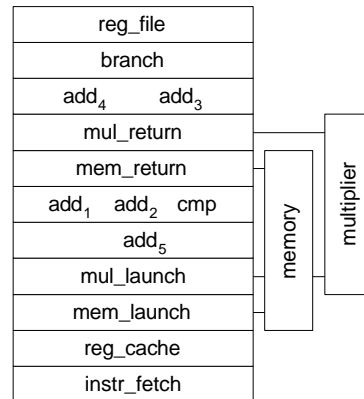 reg_file
branch
add₄ add₃
mul_return
mem_return
add₁ add₂ cmp
add₅
mul_launch
mem_launch
reg_cache
instr_fetch
memory
multiplier